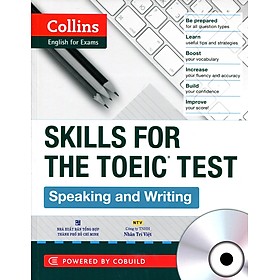 Collins
English for Exams
Be prepared
for all question types
Learn
useful tips and strategies
Boost
your vocabulary
Increase
your fluency and accuracy
Build
your confidence
Improve
your score!
SKILLS FOR
THE TOEIC® TEST
Speaking and Writing
NHÀ XUẤT BẢN TỔNG HỢP
THÀNH PHỐ HỒ CHÍ MINH
NTV
Công ty TNHH
Nhân Trí Việt
POWERED BY COBUILD